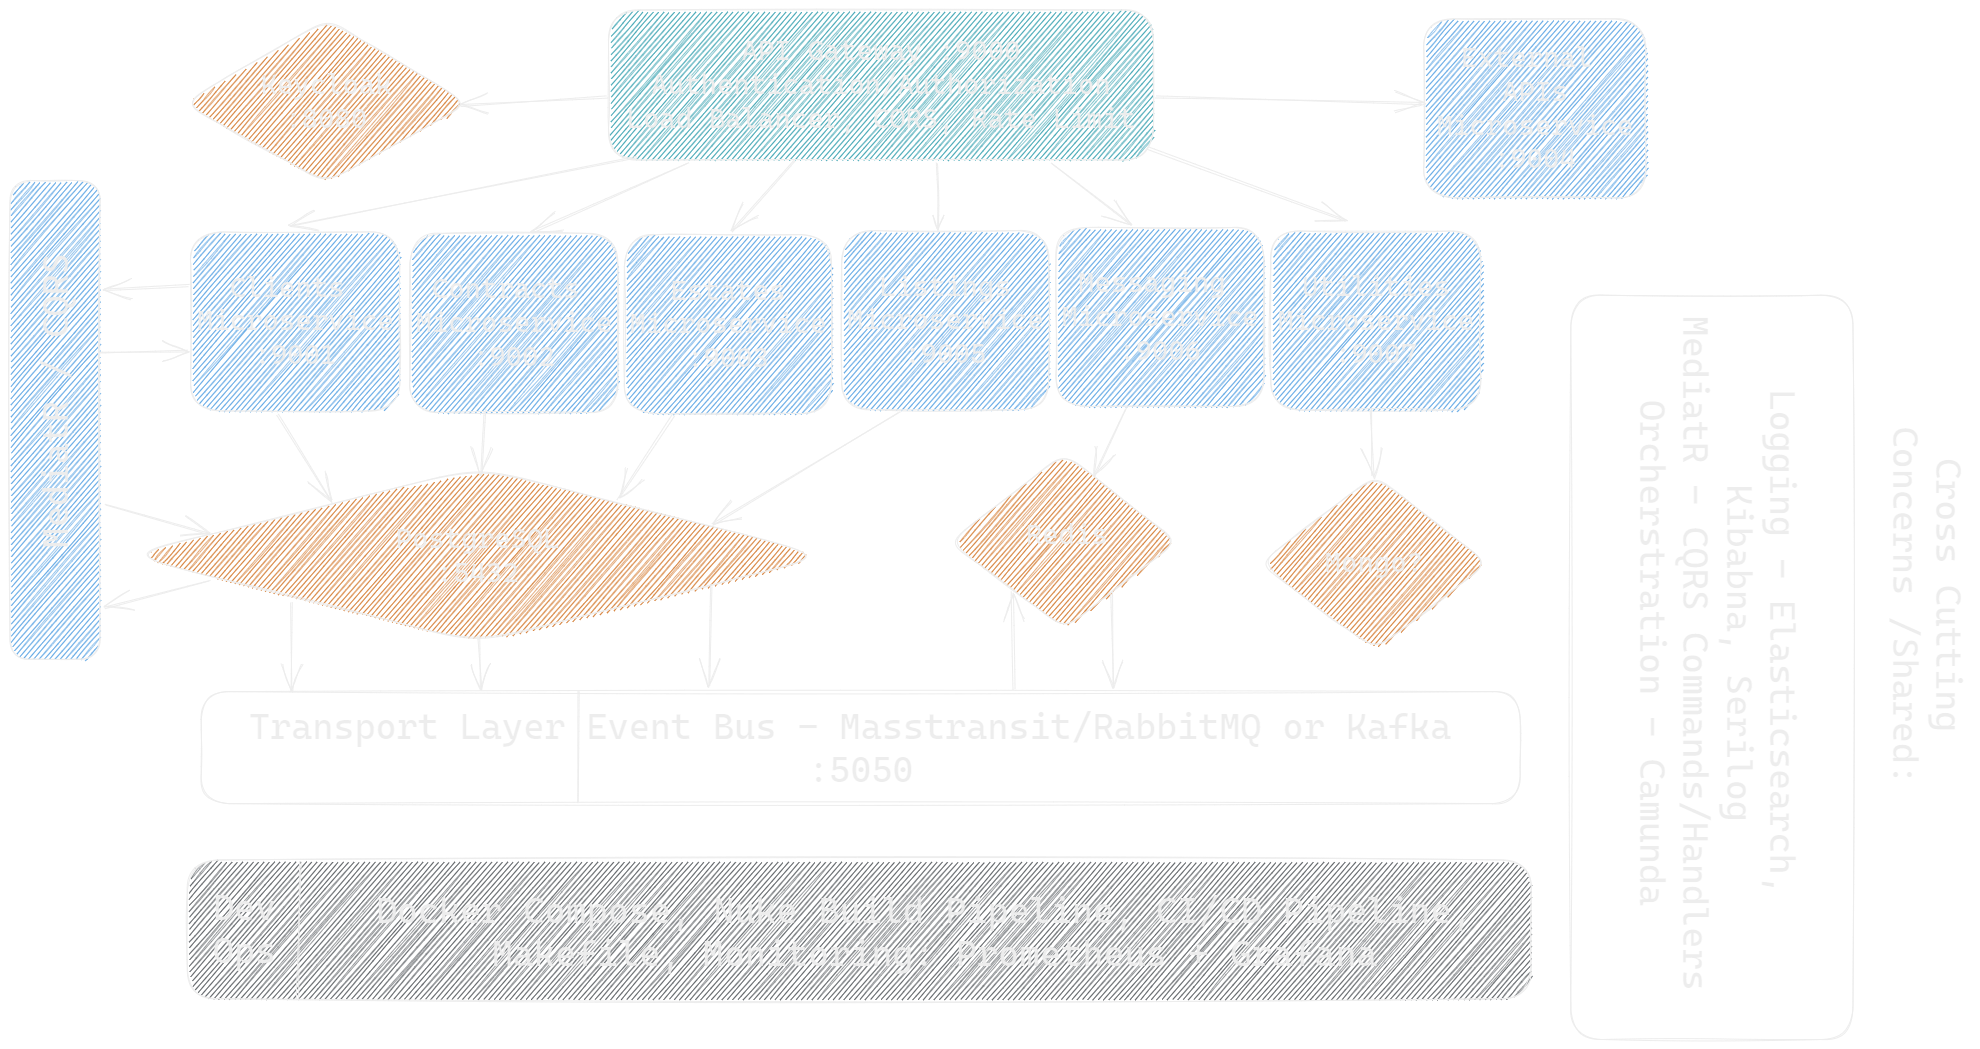 Keycloak
:8080
API Gateway :9000
Authentication/Authorization
Load Balancer, CORS, Rate Limit
External
APIs
Microservice
:9004
MediatR / CQRS
Clients
Microservice
:9001
Contracts
Microservice
:9002
Estates
Microservice
:9003
Listings
Microservice
:9005
Messaging
Microservice
:9006
Utilities
Microservice
:9007
PostgreSQL
:5432
Redis
Mongo?
Transport Layer
Event Bus - Masstransit/RabbitMQ or Kafka
:5050
Dev
Ops
Docker Compose, Nuke Build Pipeline, CI/CD Pipeline,
Makefile, Monitoring: Prometheus + Grafana
Cross Cutting
Concerns /Shared:
Logging - Elasticsearch,
Kibabna, Serilog
MediatR - CQRS Commands/Handlers
Orcherstration - Camunda